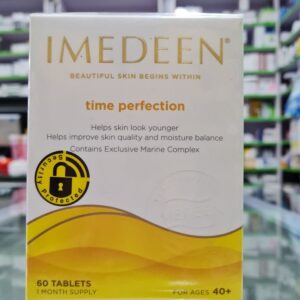 IMEDEEN®
BEAUTIFUL SKIN BEGINS WITHIN
time perfection
Helps skin look younger
Helps improve skin quality and moisture balance
Contains Exclusive Marine Complex
Security
Protected
60 TABLETS
1 MONTH SUPPLY
FOR AGES 40+